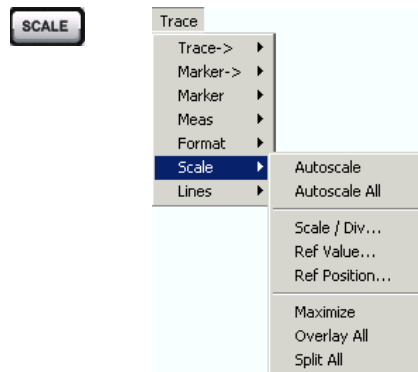 SCALE
Trace
Trace->
Marker->
Marker
Meas
Format
Scale
Lines
Autoscale
Autoscale All
Scale / Div...
Ref Value...
Ref Position...
Maximize
Overlay All
Split All